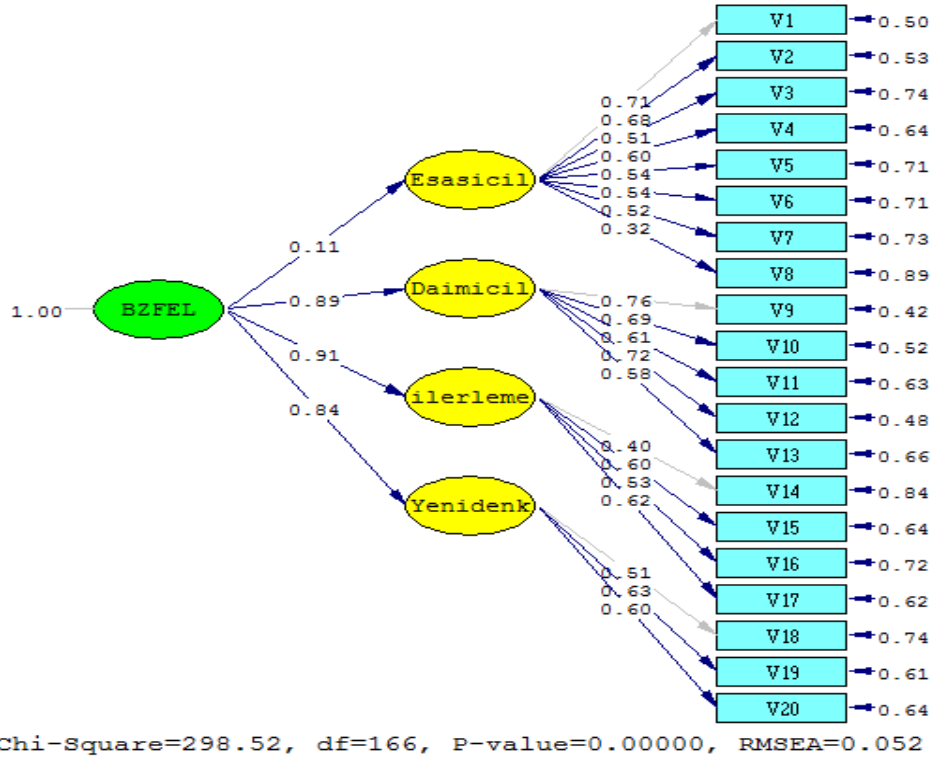 V1 0.50
V2 0.53
V3 0.74
0.71
V4 0.64
0.68
0.51
0.60
V5 0.71
0.54
Esasicil
0.54
V6 0.71
0.52
0.32
V7 0.73
0.11
V8 0.89
Daimicil
0.89
0.76
V9 0.42
1.00 BZFEL
0.69
0.61
V10 0.52
0.72
0.91
0.58
V11 0.63
ilerleme
0.84
V12 0.48
0.40
V13 0.66
0.60
0.53
V14 0.84
0.62
Yenidenk
V15 0.64
V16 0.72
0.51
0.63
V17 0.62
0.60
V18 0.74
V19 0.61
V20 0.64
Chi-Square=298.52, df=166, P-value=0.00000, RMSEA=0.052